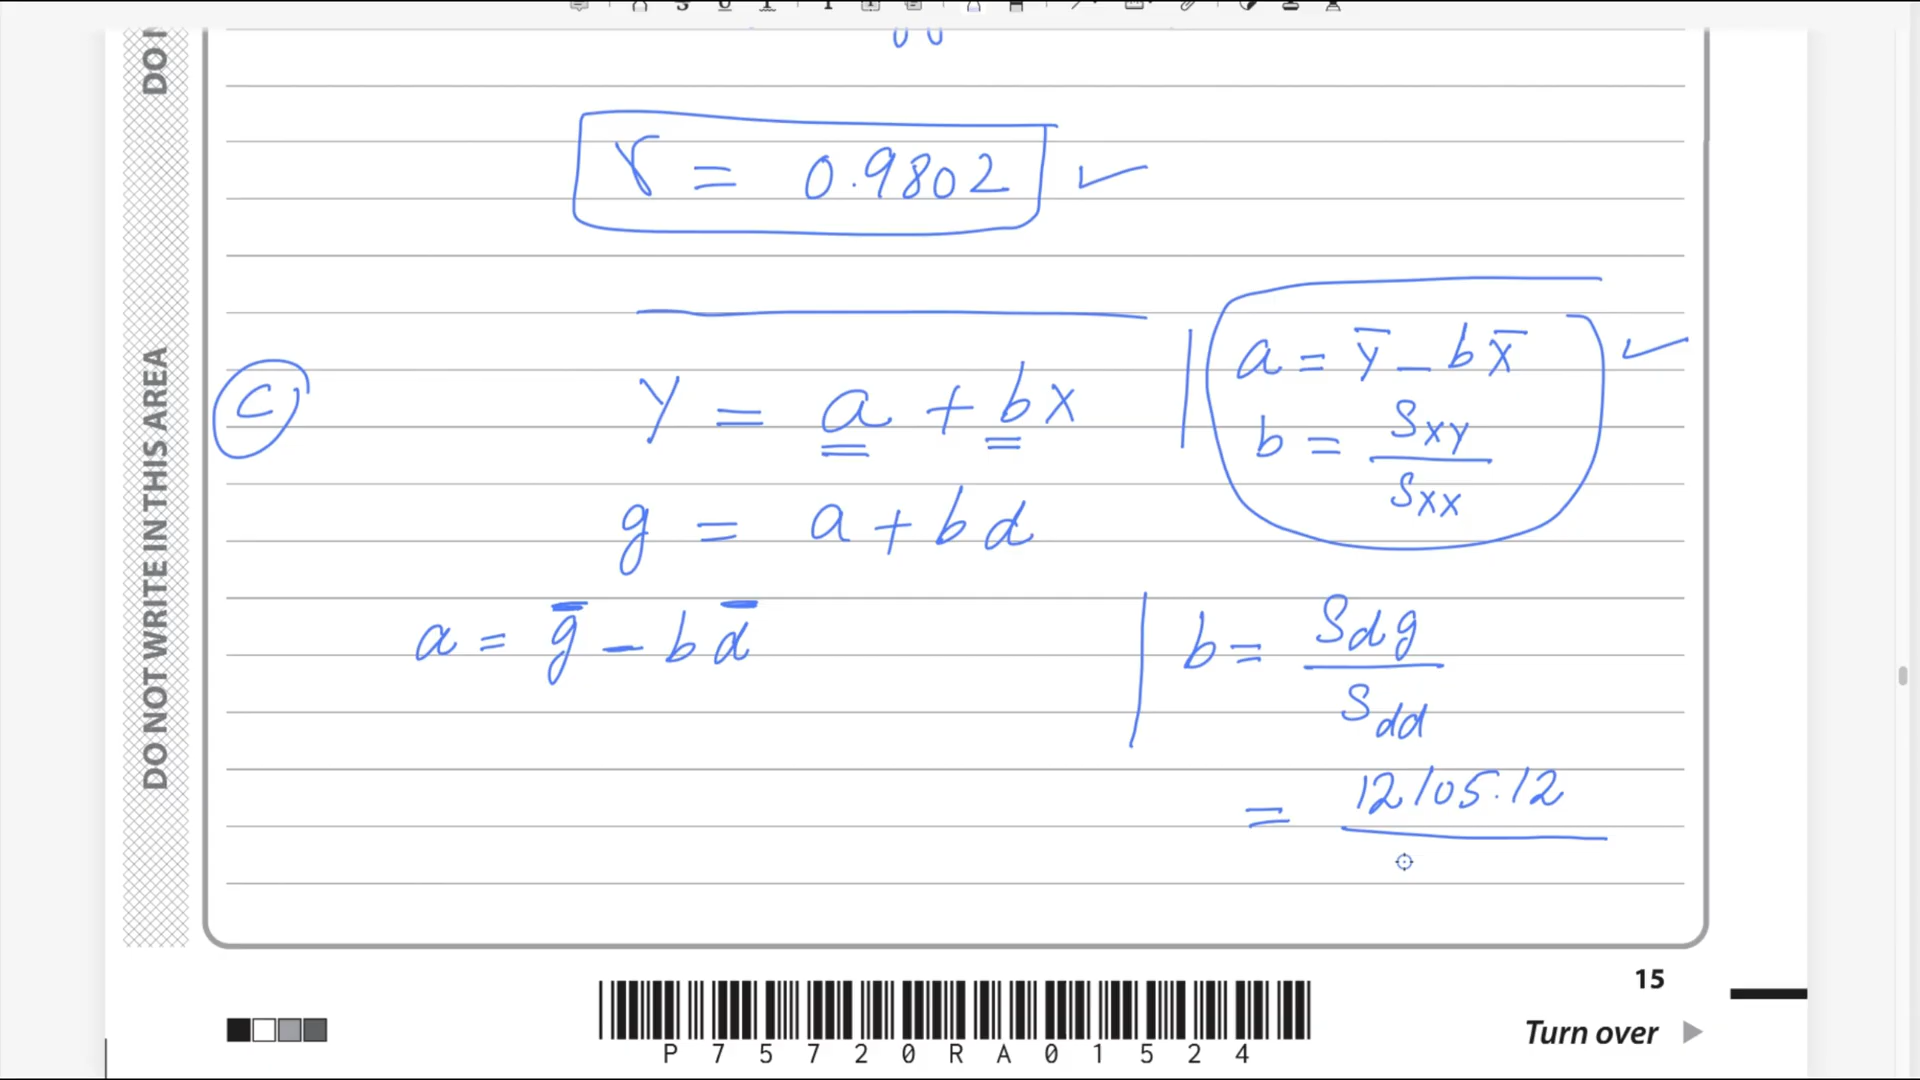 r = 0.9802
a = y̅ - bx̅
C
y = a + bx
b = Sxy / Sxx
g = a + bd
a = g̅ - bd̅
b = Sdg / Sdd
= 12105.12
DO NOT WRITE IN THIS AREA
15
Turn over
P 7 5 7 2 0 R A 0 1 5 2 4